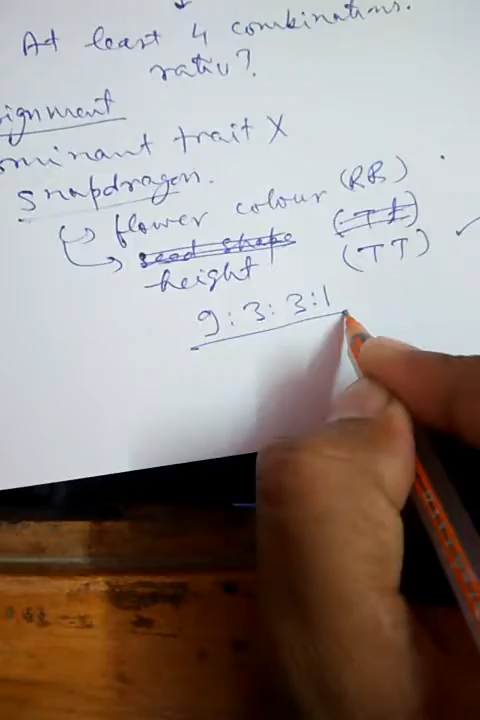 At least 4 combinations.
ratio?
ignment
ominant trait X
snapdragon.
flower colour (RR)
seed shape (TT)
height (TT)
9:3:3:1